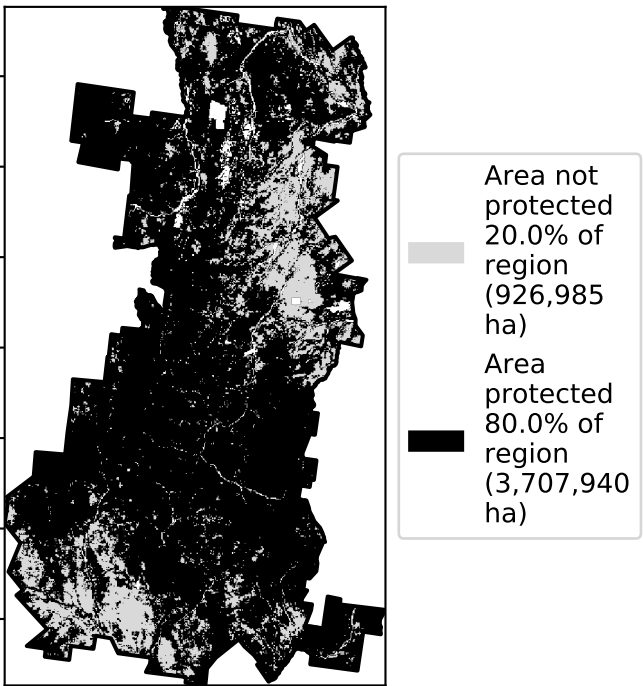 Area not
protected
20.0% of
region
(926,985
ha)
Area
protected
80.0% of
region
(3,707,940
ha)